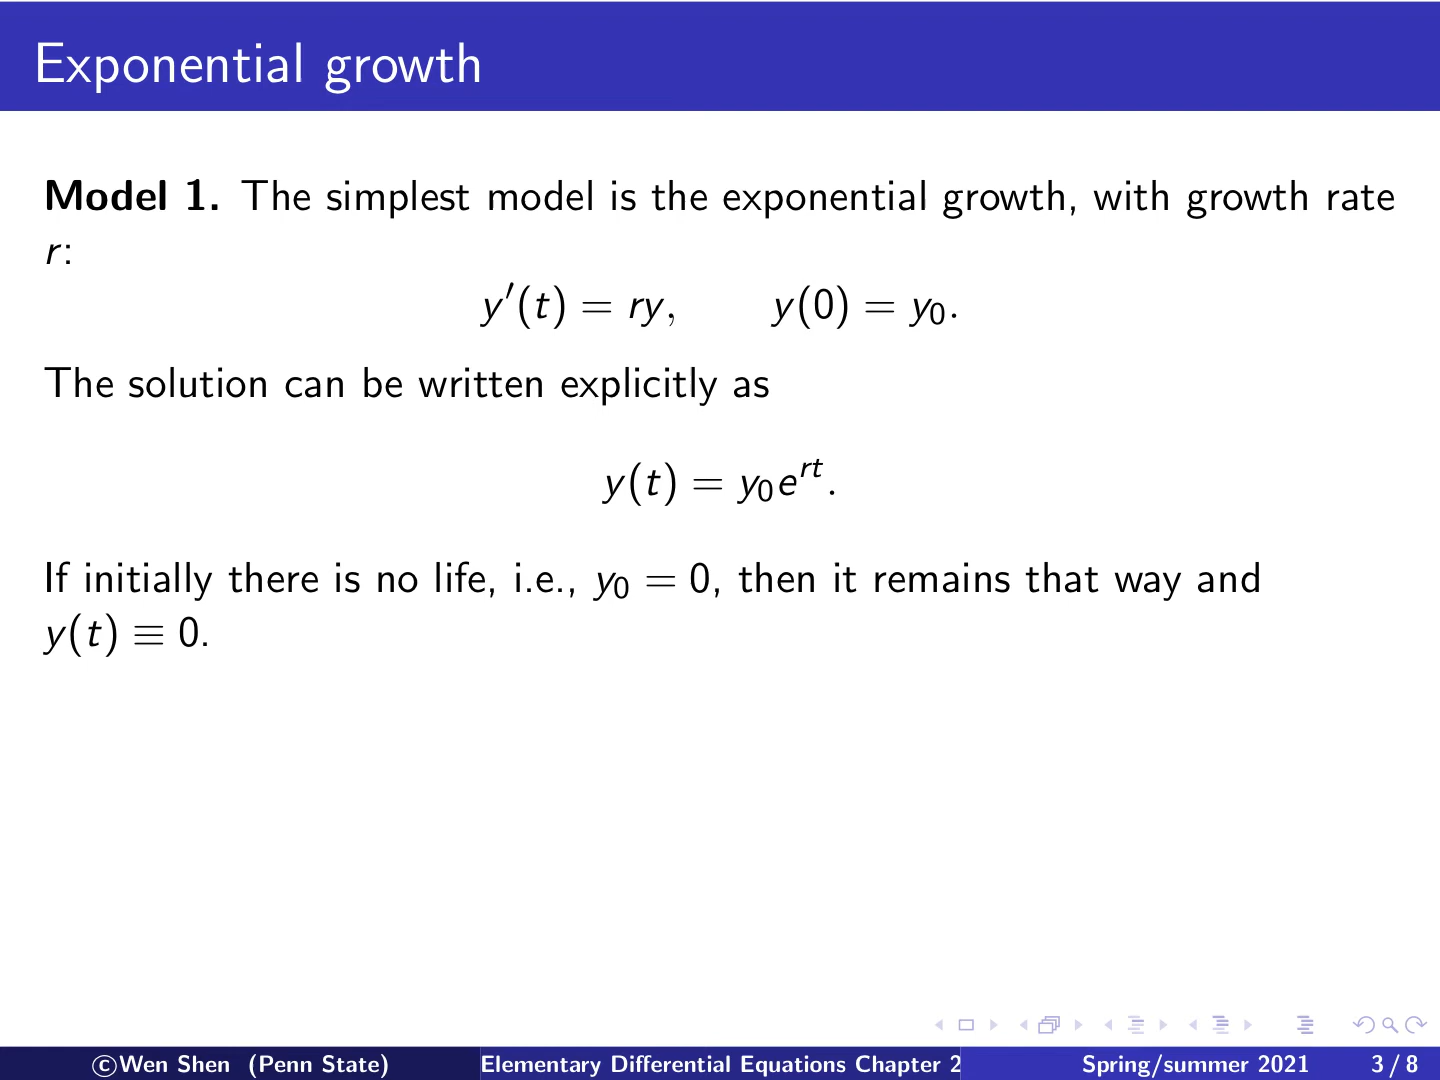 Exponential growth
Model 1. The simplest model is the exponential growth, with growth rate
r:
y′(t) = ry,  y(0) = y₀.
The solution can be written explicitly as
y(t) = y₀eʳᵗ.
If initially there is no life, i.e., y₀ = 0, then it remains that way and
y(t) ≡ 0.
©Wen Shen (Penn State) Elementary Differential Equations Chapter 2 Spring/summer 2021 3 / 8